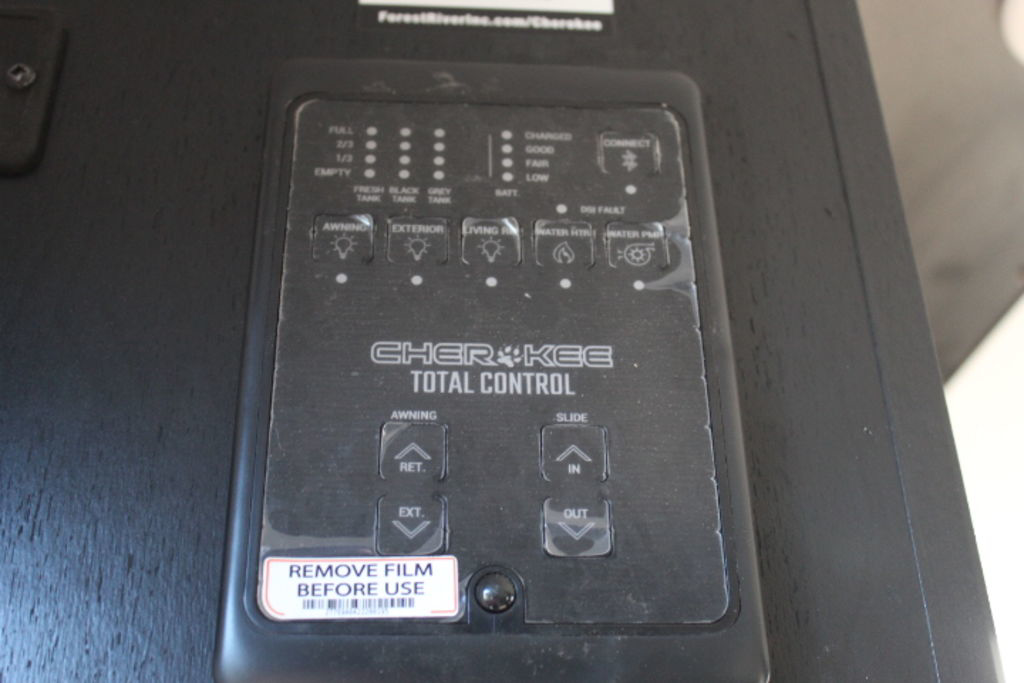 ForestRiverInc.com/Cherokee
FULL
2/3
1/3
EMPTY
FRESH TANK
BLACK TANK
GREY TANK
CHARGED
GOOD
FAIR
LOW
BATT.
CONNECT
DSI FAULT
AWNING
EXTERIOR
LIVING RM
WATER HTR
WATER PMP
CHEROKEE
TOTAL CONTROL
AWNING
RET.
EXT.
SLIDE
IN
OUT
REMOVE FILM
BEFORE USE